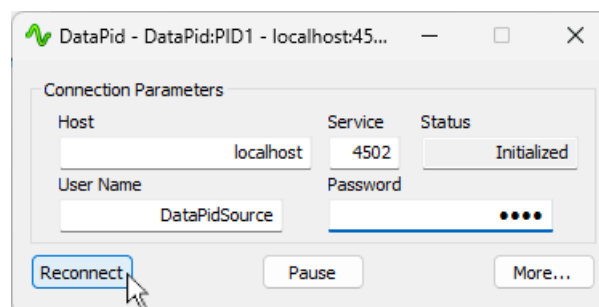 DataPid - DataPid:PID1 - localhost:45...
Connection Parameters
Host Service Status
localhost 4502 Initialized
User Name Password
DataPidSource ●●●●
Reconnect Pause More...